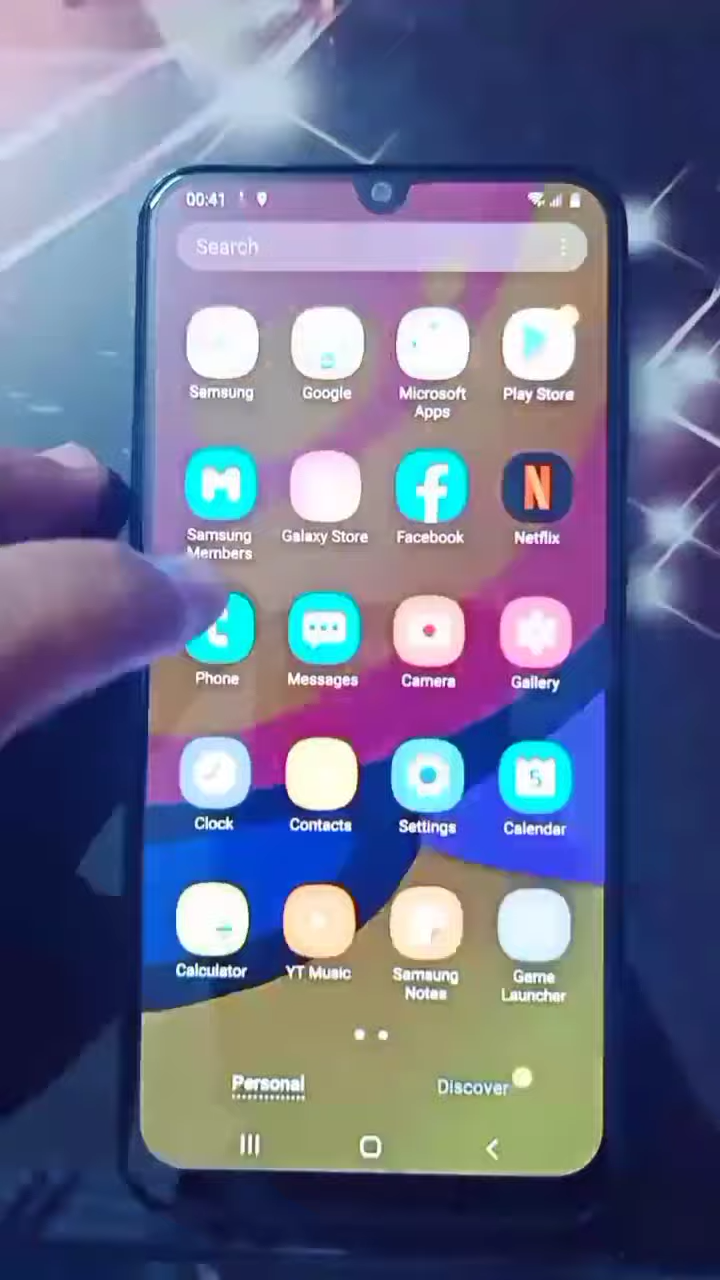 00:41
Search
Samsung
Google
Microsoft
Apps
Play Store
Samsung
Members
Galaxy Store
Facebook
N
Netflix
Phone
Messages
Camera
Gallery
5
Clock
Contacts
Settings
Calendar
Calculator
YT Music
Samsung
Notes
Game
Launcher
Personal
Discover